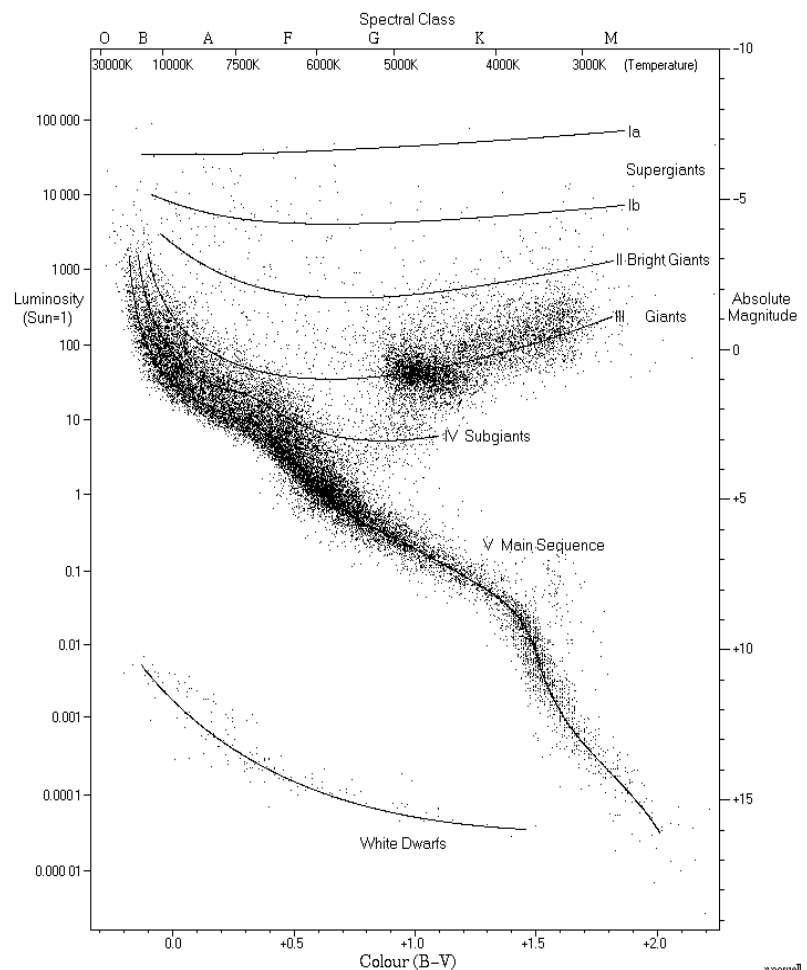 Spectral Class
O B A F G K M
30000K 10000K 7500K 6000K 5000K 4000K 3000K (Temperature)
-10
100 000
Ia
Supergiants
10 000
-5
Ib
1000
II Bright Giants
Luminosity
(Sun=1)
Absolute
Magnitude
III Giants
100
0
10
IV Subgiants
1
+5
V Main Sequence
0.1
0.01
+10
0.001
0.0001
+15
White Dwarfs
0.000 01
0.0 +0.5 +1.0 +1.5 +2.0
Colour (B-V)